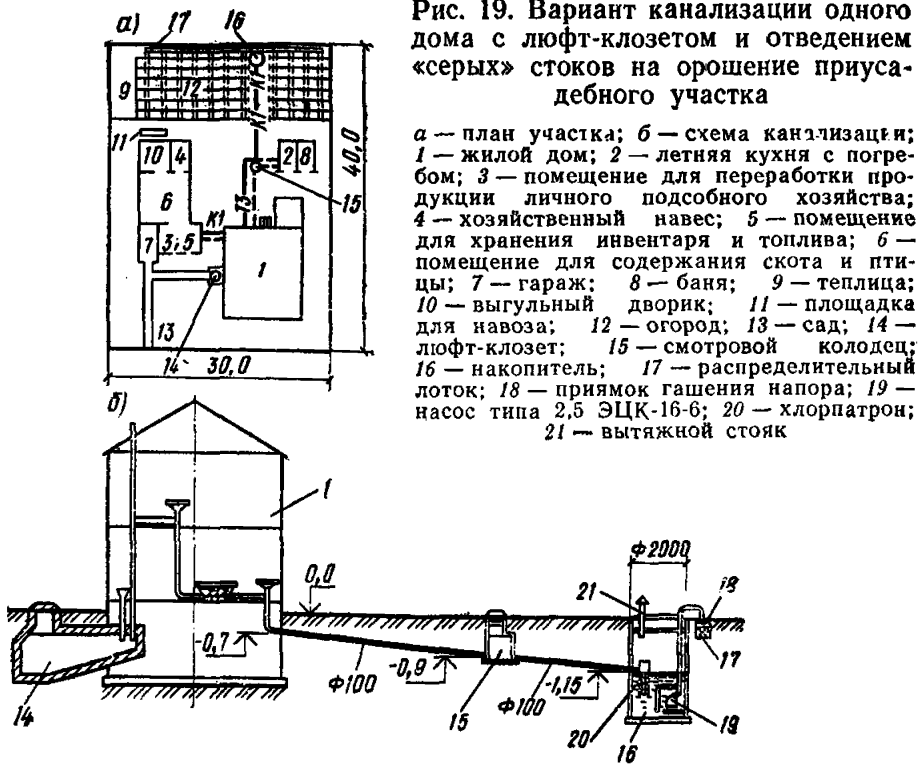 Рис. 19. Вариант канализации одного
дома с люфт-клозетом и отведением
«серых» стоков на орошение приуса-
дебного участка
а — план участка; б — схема канализации;
1 — жилой дом; 2 — летняя кухня с погре-
бом; 3 — помещение для переработки про-
дукции личного подсобного хозяйства;
4 — хозяйственный навес; 5 — помещение
для хранения инвентаря и топлива; 6 —
помещение для содержания скота и пти-
цы; 7 — гараж; 8 — баня; 9 — теплица;
10 — выгульный дворик; 11 — площадка
для навоза; 12 — огород; 13 — сад; 14 —
люфт-клозет; 15 — смотровой колодец;
16 — накопитель; 17 — распределительный
лоток; 18 — приямок гашения напора; 19 —
насос типа 2,5 ЭЦК-16-6; 20 — хлорпатрон;
21 — вытяжной стояк
а)
17
16
9
12
К1
11
10
4
2
8
40,0
15
6
13
К1
7
3;5
1
13
14
30,0
б)
1
Ф2000
0,0
21
18
-0,7
17
-0,9
-1,15
14
Ф100
15
Ф100
20
16
19